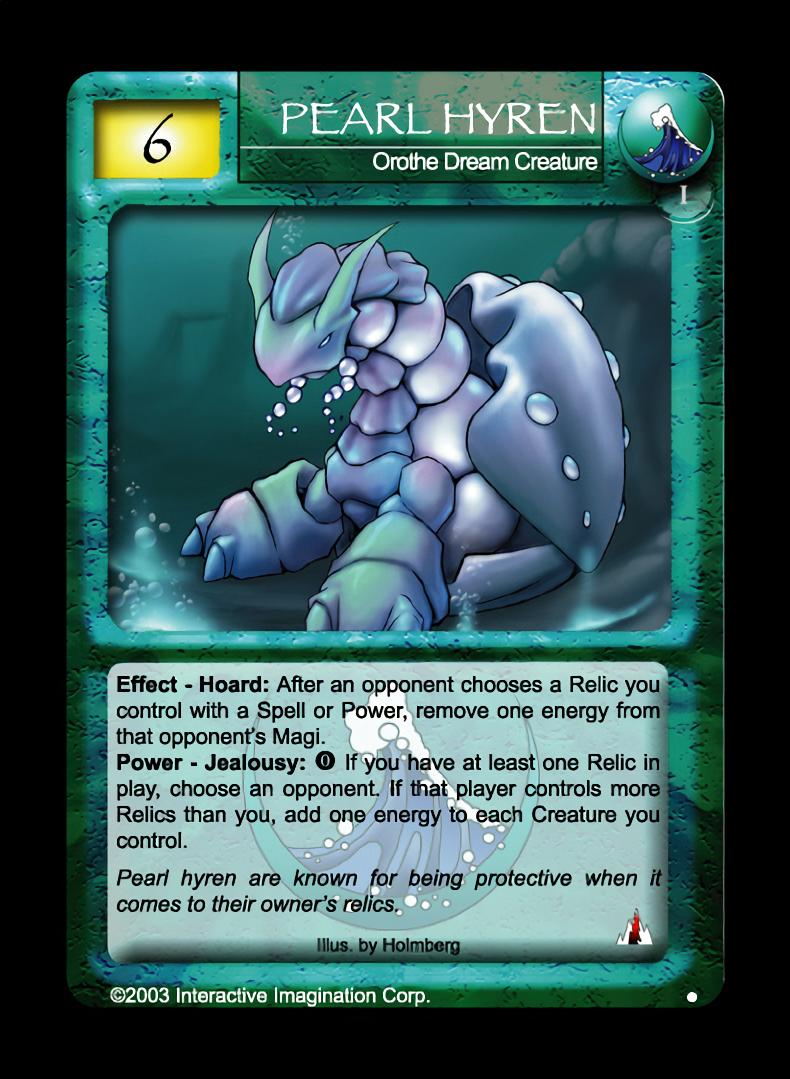 6
PEARL HYREN
Orothe Dream Creature
I
Effect - Hoard: After an opponent chooses a Relic you
control with a Spell or Power, remove one energy from
that opponent's Magi.
Power - Jealousy: 0 If you have at least one Relic in
play, choose an opponent. If that player controls more
Relics than you, add one energy to each Creature you
control.
Pearl hyren are known for being protective when it
comes to their owner's relics.
Illus. by Holmberg
©2003 Interactive Imagination Corp.